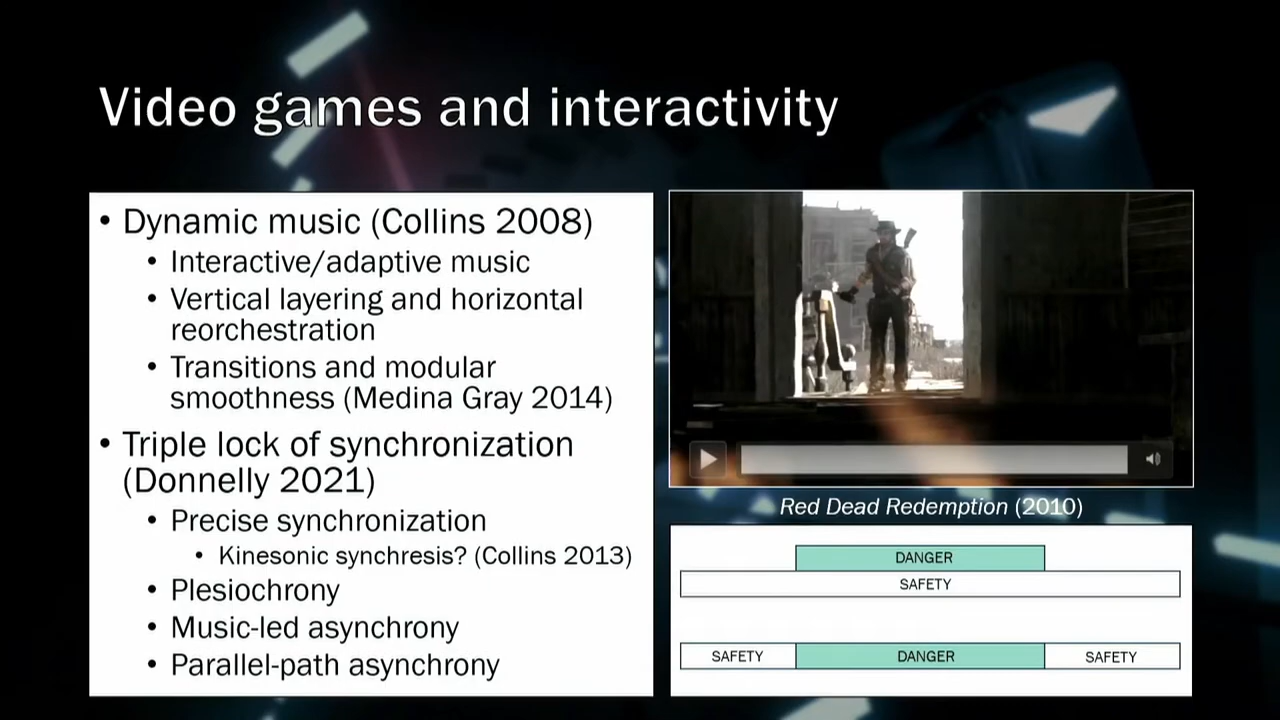 Video games and interactivity
• Dynamic music (Collins 2008)
• Interactive/adaptive music
• Vertical layering and horizontal
reorchestration
• Transitions and modular
smoothness (Medina Gray 2014)
• Triple lock of synchronization
(Donnelly 2021)
• Precise synchronization
• Kinesonic synchresis? (Collins 2013)
• Plesiochrony
• Music-led asynchrony
• Parallel-path asynchrony
Red Dead Redemption (2010)
DANGER
SAFETY
SAFETY DANGER SAFETY